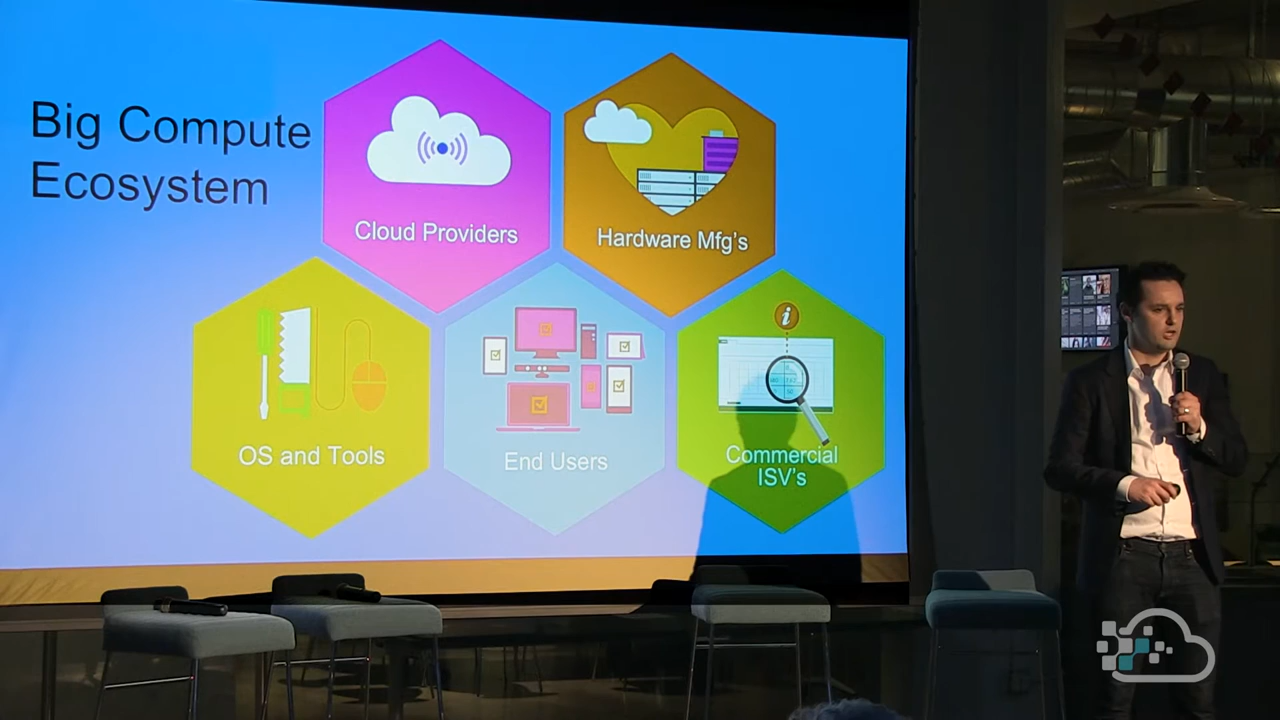 Big Compute
Ecosystem
Cloud Providers
Hardware Mfg's
OS and Tools
End Users
i
Commercial
ISV's